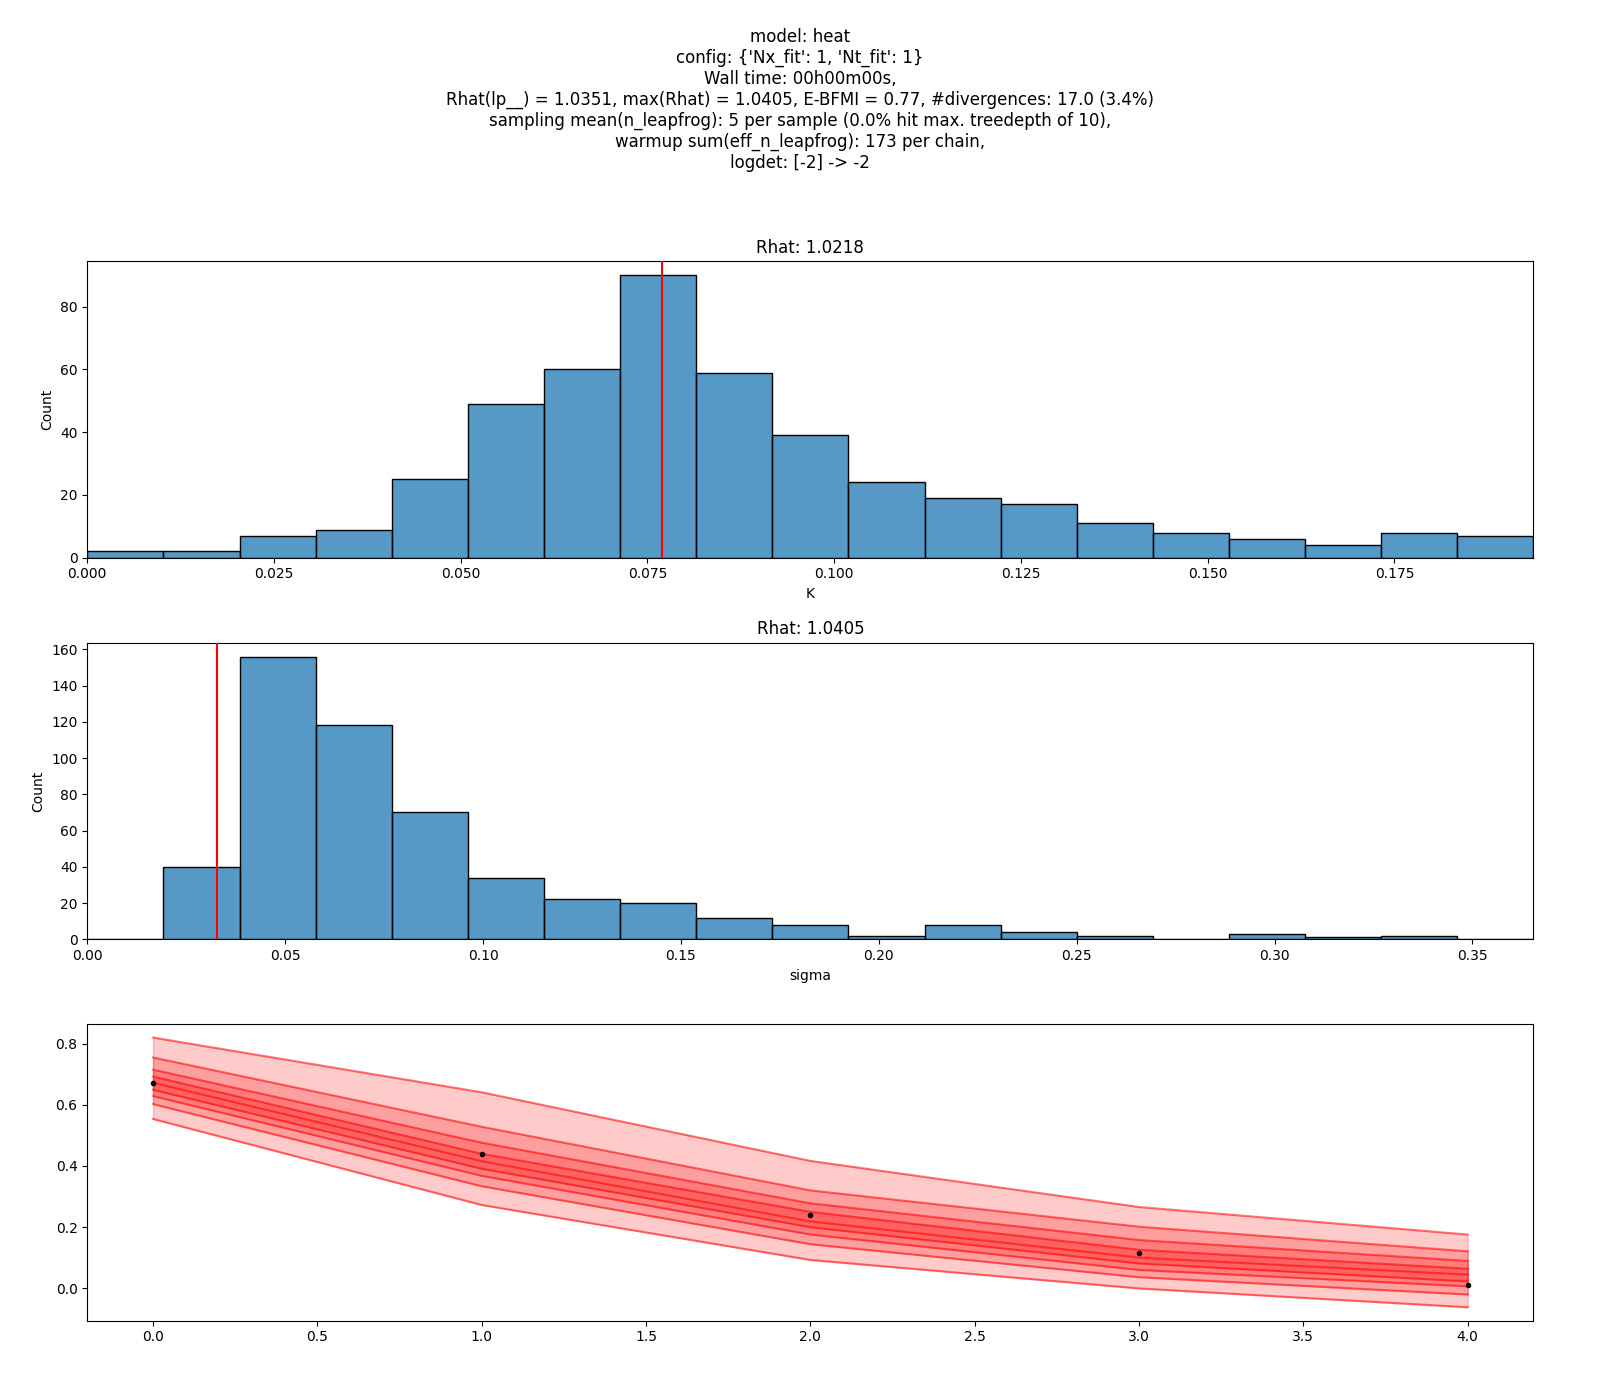 model: heat
config: {'Nx_fit': 1, 'Nt_fit': 1}
Wall time: 00h00m00s,
Rhat(lp__) = 1.0351, max(Rhat) = 1.0405, E-BFMI = 0.77, #divergences: 17.0 (3.4%)
sampling mean(n_leapfrog): 5 per sample (0.0% hit max. treedepth of 10),
warmup sum(eff_n_leapfrog): 173 per chain,
logdet: [-2] -> -2
Rhat: 1.0218
Count
80
60
40
20
0
0.000 0.025 0.050 0.075 0.100 0.125 0.150 0.175
K
Rhat: 1.0405
Count
160
140
120
100
80
60
40
20
0
0.00 0.05 0.10 0.15 0.20 0.25 0.30 0.35
sigma
0.8
0.6
0.4
0.2
0.0
0.0 0.5 1.0 1.5 2.0 2.5 3.0 3.5 4.0